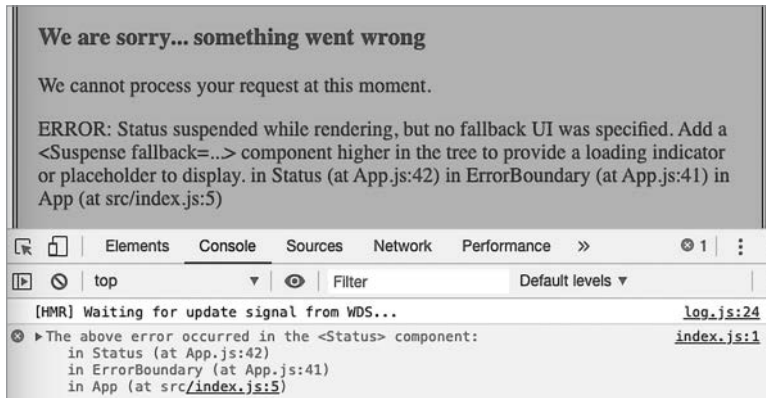 We are sorry... something went wrong
We cannot process your request at this moment.
ERROR: Status suspended while rendering, but no fallback UI was specified. Add a
<Suspense fallback=...> component higher in the tree to provide a loading indicator
or placeholder to display. in Status (at App.js:42) in ErrorBoundary (at App.js:41) in
App (at src/index.js:5)
Elements Console Sources Network Performance » 1
top Filter Default levels
[HMR] Waiting for update signal from WDS... log.js:24
The above error occurred in the <Status> component: index.js:1
in Status (at App.js:42)
in ErrorBoundary (at App.js:41)
in App (at src/index.js:5)